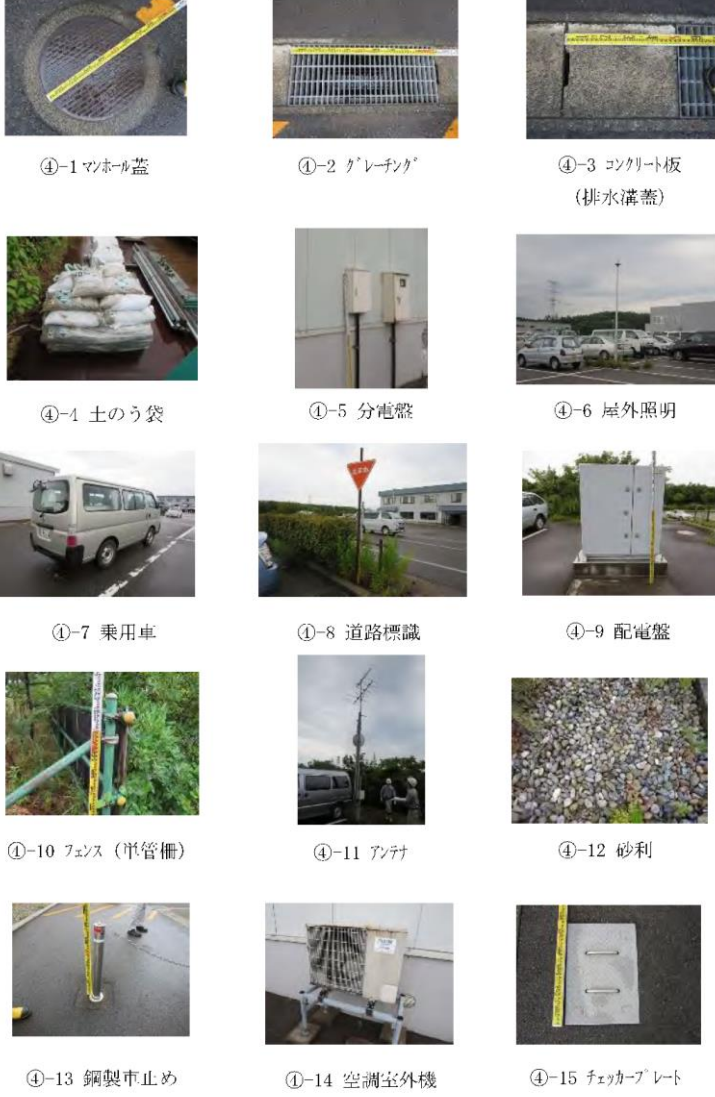 ④-1 マンホール蓋
④-2 グレーチング
④-3 コンクリート板
(排水溝蓋)
④-4 土のう袋
④-5 分電盤
④-6 屋外照明
④-7 乗用車
④-8 道路標識
④-9 配電盤
④-10 フェンス (単管柵)
④-11 アンテナ
④-12 砂利
④-13 鋼製車止め
④-14 空調室外機
④-15 チェッカープレート